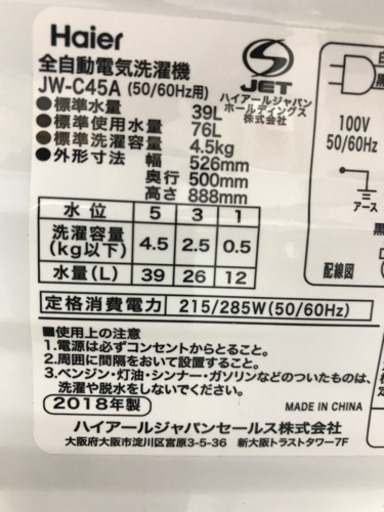 Haier
全自動電気洗濯機
JW-C45A (50/60Hz用)
JET
ハイアールジャパン
ホールディングス
株式会社
●標準水量 39L
●標準使用水量 76L
●標準洗濯容量 4.5kg
●外形寸法 幅 526mm
奥行 500mm
高さ 888mm
100V
50/60Hz
アース
配線図
水位 5 3 1
洗濯容量(kg以下) 4.5 2.5 0.5
水量(L) 39 26 12
定格消費電力 215/285W(50/60Hz)
■使用上の注意
1.電源は必ずコンセントからとること。
2.周囲に間隔をおいて設置すること。
3.ベンジン・灯油・シンナー・ガソリンなどのついたものは、
洗濯や脱水をしないでください。
2018年製
MADE IN CHINA
ハイアールジャパンセールス株式会社
大阪府大阪市淀川区宮原3-5-36 新大阪トラストタワー7F